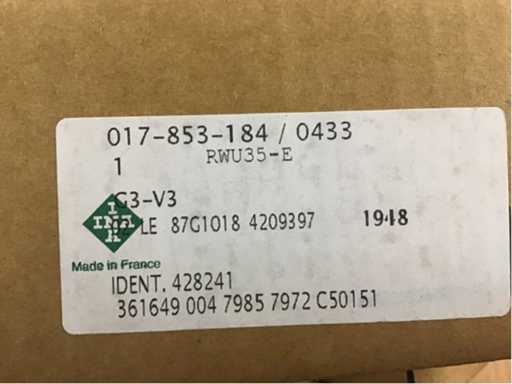 017-853-184 / 0433
1 RWU35-E
G3-V3
INA
LE 87G1018 4209397 1948
Made in France
IDENT. 428241
361649 004 7985 7972 C50151